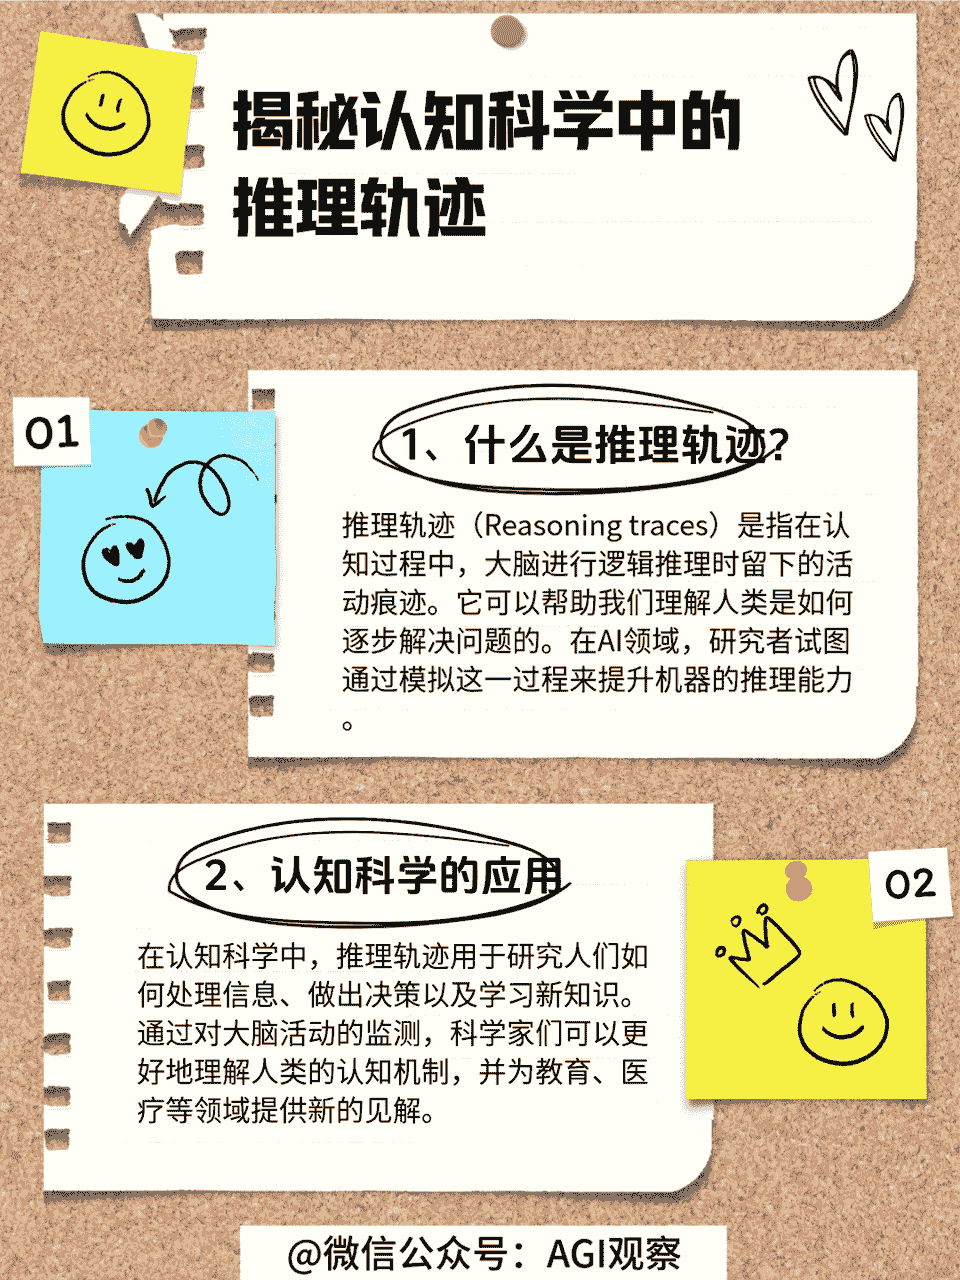 揭秘认知科学中的
推理轨迹
01
1、什么是推理轨迹?
推理轨迹（Reasoning traces）是指在认
知过程中，大脑进行逻辑推理时留下的活
动痕迹。它可以帮助我们理解人类是如何
逐步解决问题的。在AI领域，研究者试图
通过模拟这一过程来提升机器的推理能力
。
2、认知科学的应用
02
在认知科学中，推理轨迹用于研究人们如
何处理信息、做出决策以及学习新知识。
通过对大脑活动的监测，科学家们可以更
好地理解人类的认知机制，并为教育、医
疗等领域提供新的见解。
@微信公众号：AGI观察